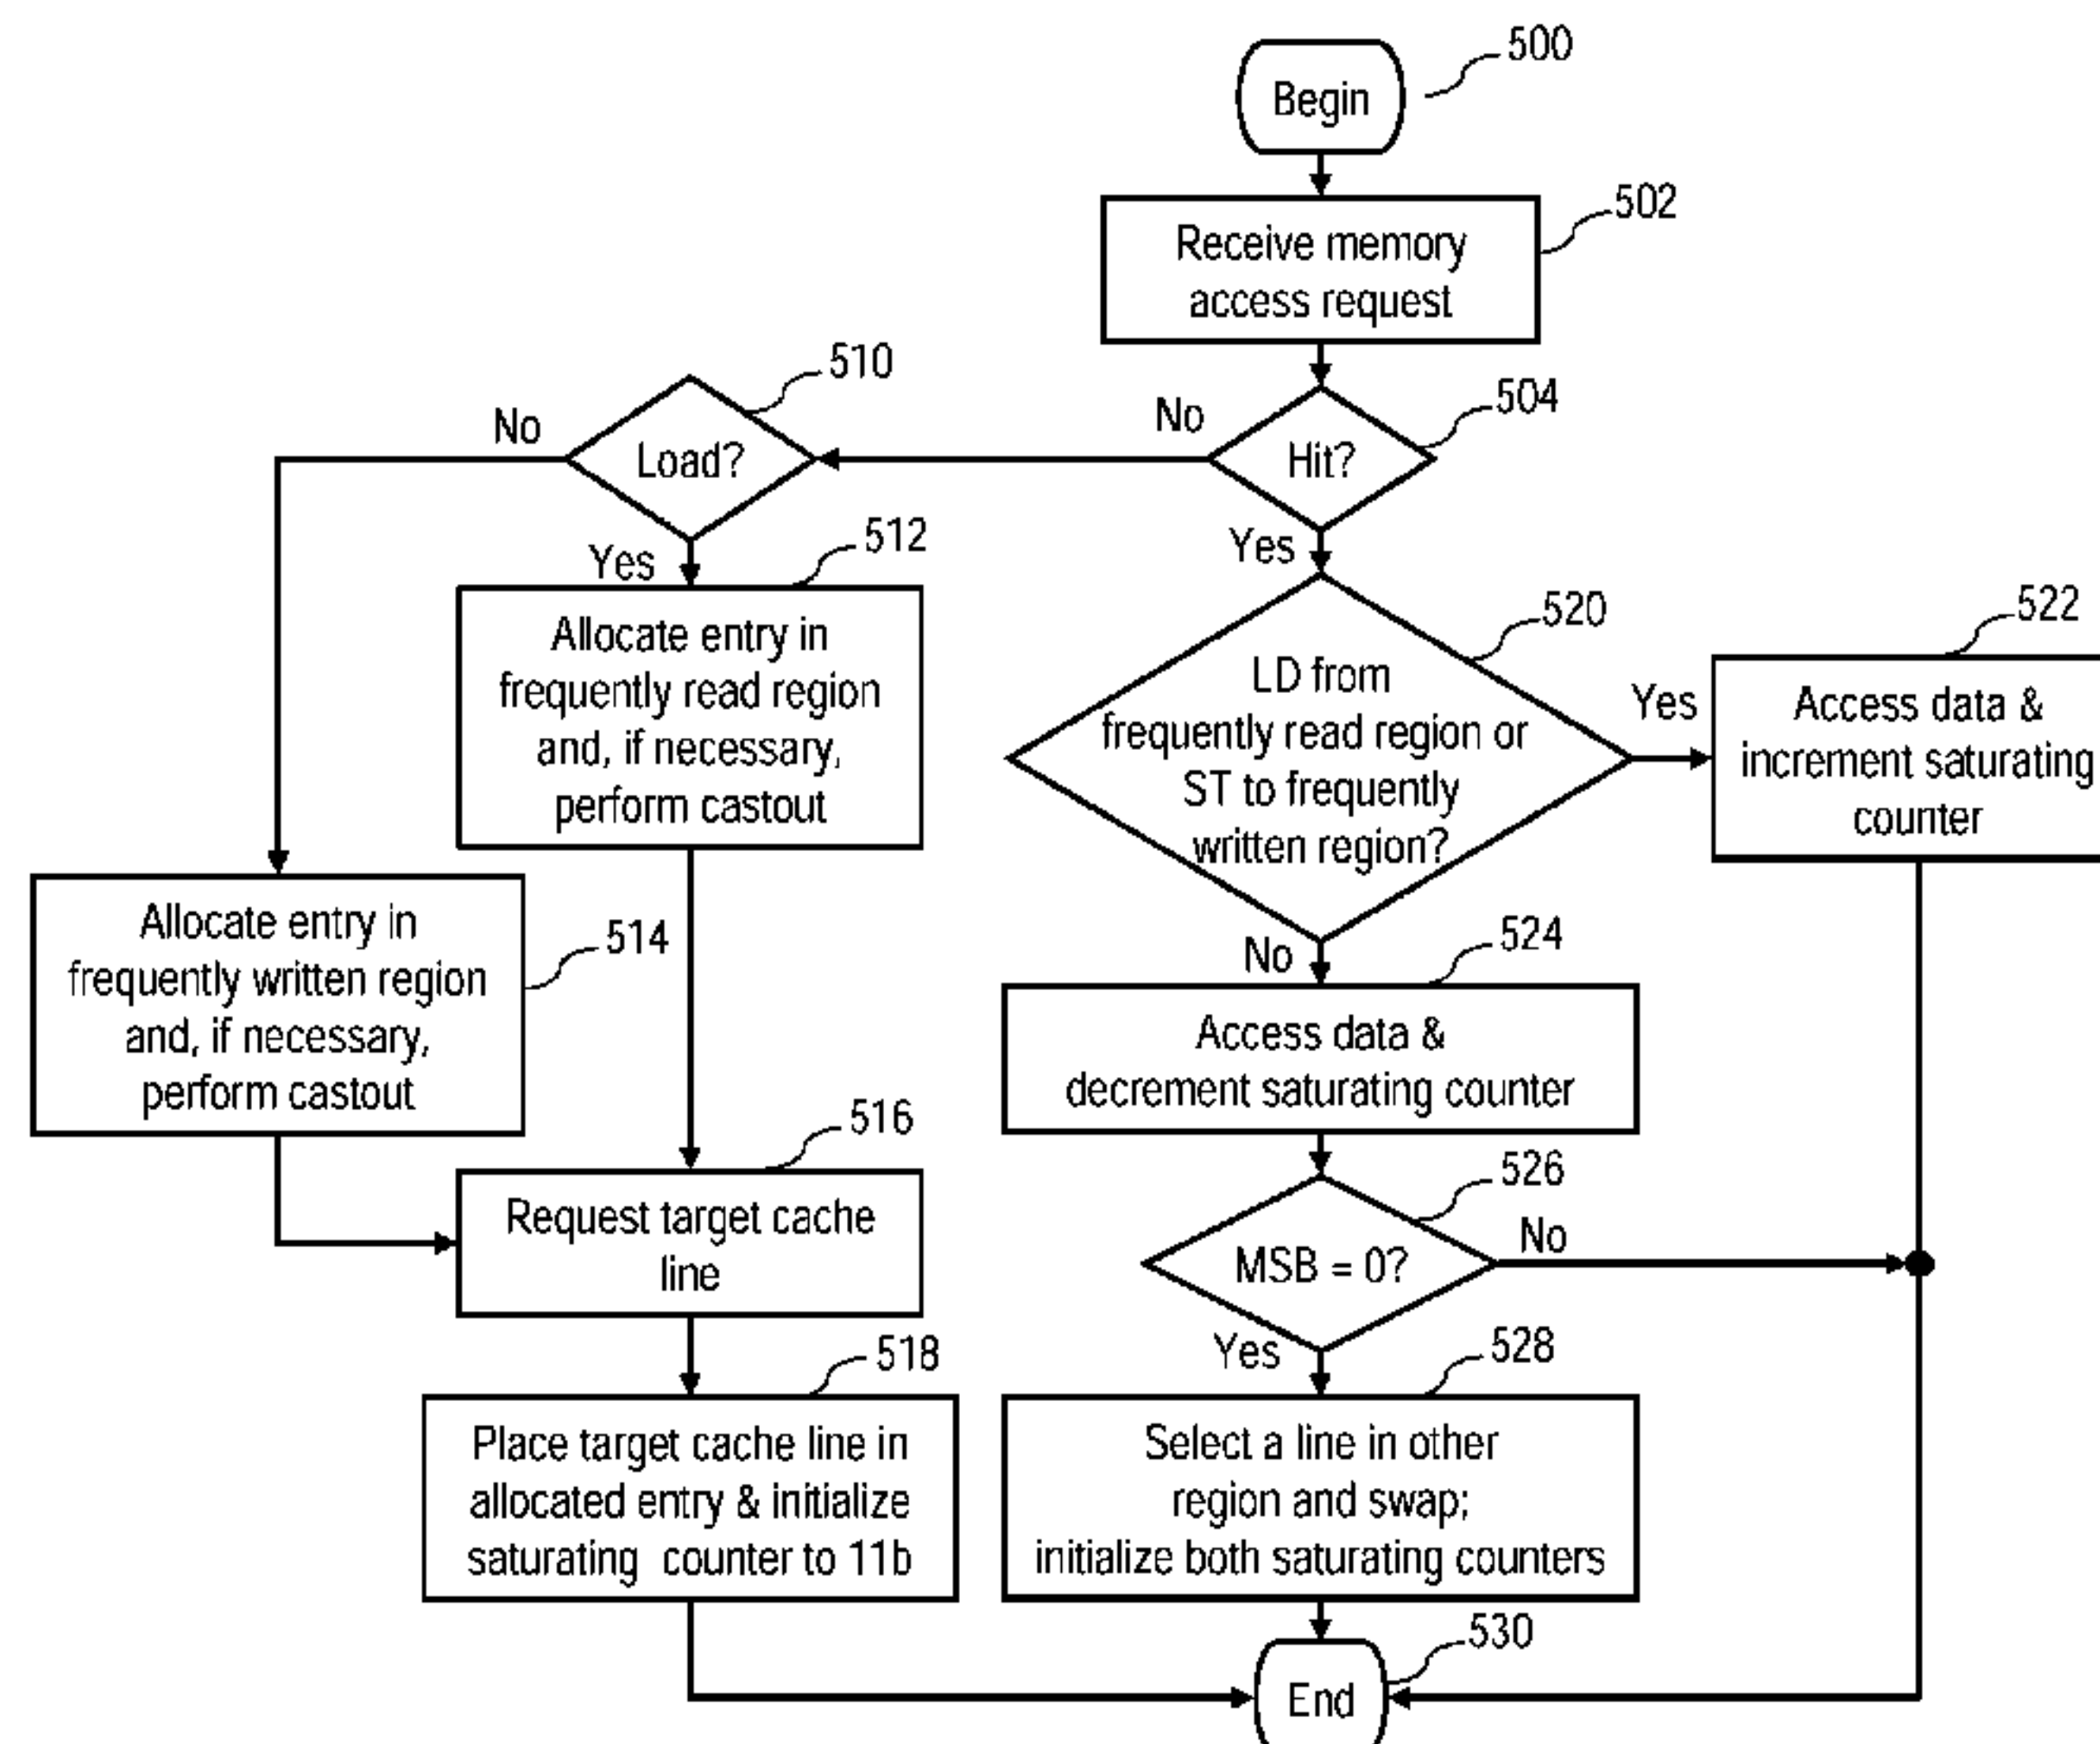 500
Begin
502
Receive memory
access request
504
Hit?
No
Yes
510
Load?
No
Yes
512
Allocate entry in
frequently read region
and, if necessary,
perform castout
514
Allocate entry in
frequently written region
and, if necessary,
perform castout
516
Request target cache
line
518
Place target cache line in
allocated entry & initialize
saturating counter to 11b
520
LD from
frequently read region or
ST to frequently
written region?
Yes
No
522
Access data &
increment saturating
counter
524
Access data &
decrement saturating counter
526
MSB = 0?
No
Yes
528
Select a line in other
region and swap;
initialize both saturating counters
530
End